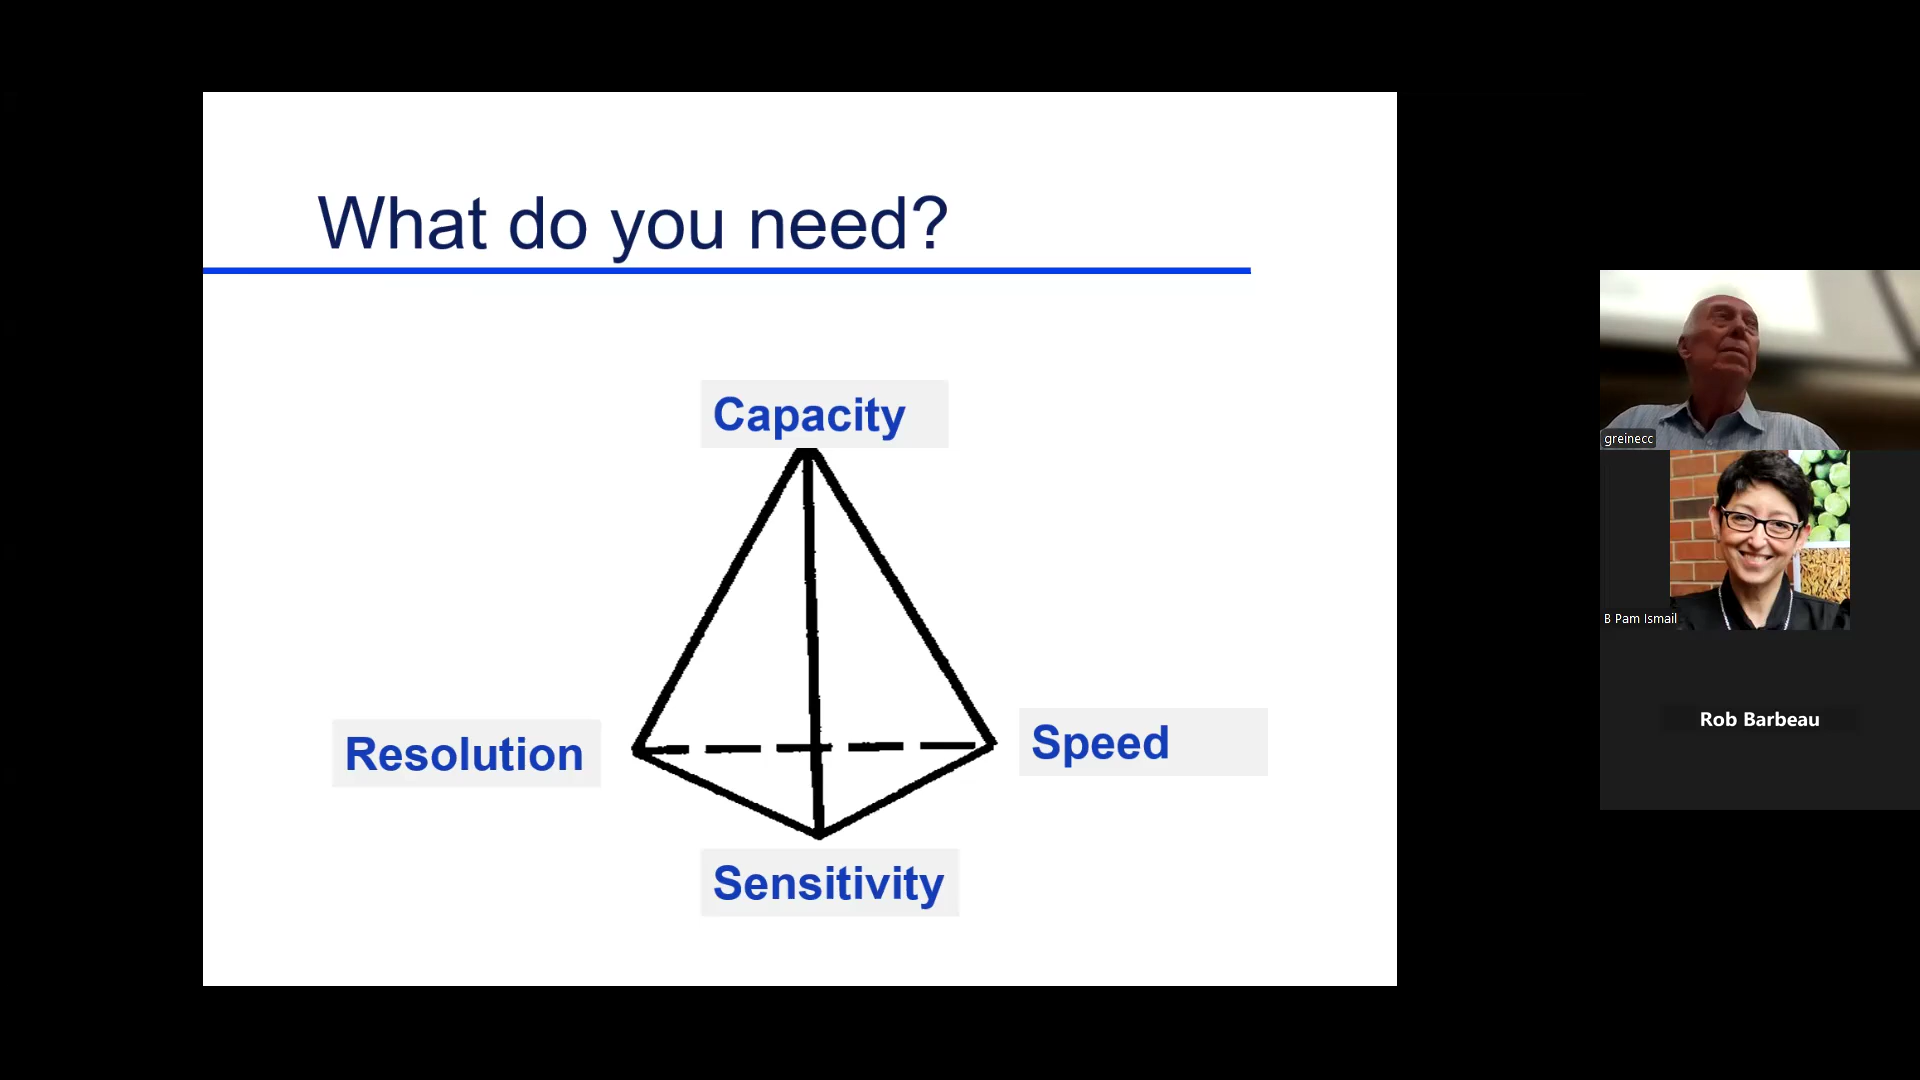 What do you need?
Capacity
Resolution
Speed
Sensitivity
greinecc
B Pam Ismail
Rob Barbeau